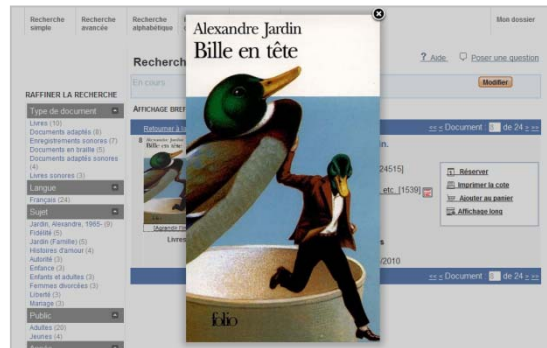 Recherche simple
Recherche avancée
Recherche alphabétique
Mon dossier
Alexandre Jardin
Bille en tête
folio
Recherch
? Aide
Poser une question
En cours
Modifier
RAFFINER LA RECHERCHE
Type de document
Livres (10)
Documents adaptés (8)
Enregistrements sonores (7)
Documents en braille (5)
Documents adaptés sonores (4)
Livres sonores (3)
Langue
Français (24)
Sujet
Jardin, Alexandre, 1965- (9)
Fidélité (5)
Jardin (Famille) (5)
Histoires d'amour (4)
Autorité (3)
Enfance (3)
Enfants et adultes (3)
Femmes divorcées (3)
Liberté (3)
Mariage (3)
Public
Adultes (20)
Jeunes (4)
AFFICHAGE BREF
Retourner à la
<< < Document de 24 > >>
Bille en tête
Livres
in.
24515]
etc. [1539]
s
/2010
Réserver
Imprimer la cote
Ajouter au panier
Affichage long
<< < Document de 24 > >>